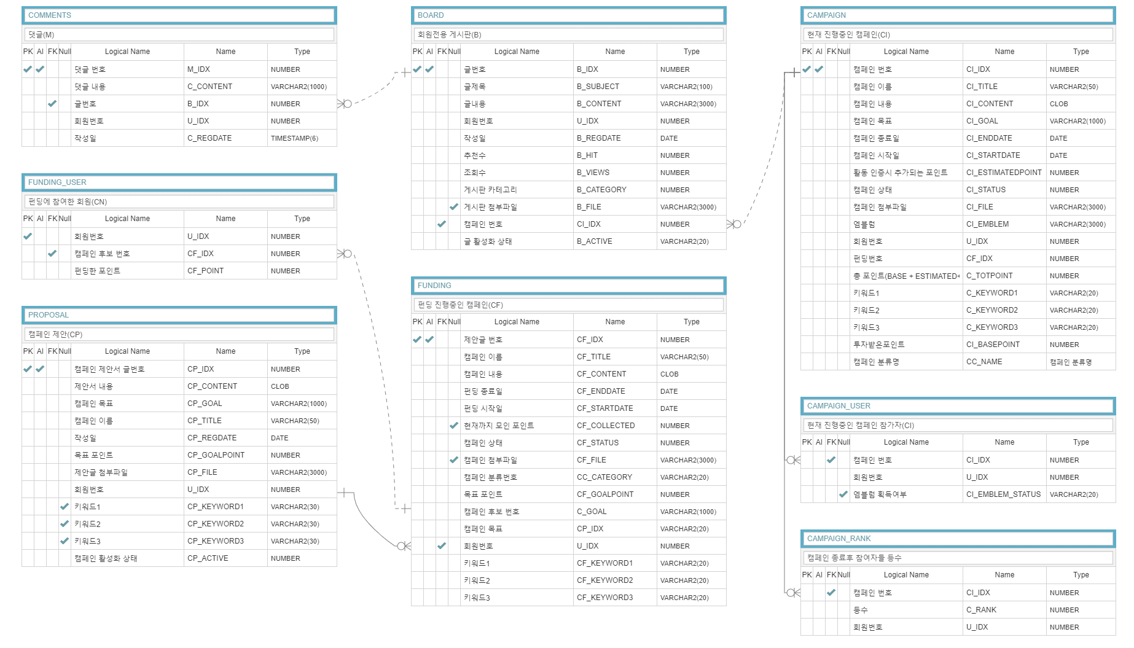 COMMENTS
댓글(M)
PK AI FK Null Logical Name Name Type
댓글 번호 M_IDX NUMBER
댓글 내용 C_CONTENT VARCHAR2(1000)
글번호 B_IDX NUMBER
회원번호 U_IDX NUMBER
작성일 C_REGDATE TIMESTAMP(6)
FUNDING_USER
펀딩에 참여한 회원(CN)
PK AI FK Null Logical Name Name Type
회원번호 U_IDX NUMBER
캠페인 후보 번호 CF_IDX NUMBER
펀딩한 포인트 CF_POINT NUMBER
PROPOSAL
캠페인 제안(CP)
PK AI FK Null Logical Name Name Type
캠페인 제안서 글번호 CP_IDX NUMBER
제안서 내용 CP_CONTENT CLOB
캠페인 목표 CP_GOAL VARCHAR2(1000)
캠페인 이름 CP_TITLE VARCHAR2(50)
작성일 CP_REGDATE DATE
목표 포인트 CP_GOALPOINT NUMBER
제안글 첨부파일 CP_FILE VARCHAR2(3000)
회원번호 U_IDX NUMBER
키워드1 CP_KEYWORD1 VARCHAR2(30)
키워드2 CP_KEYWORD2 VARCHAR2(30)
키워드3 CP_KEYWORD3 VARCHAR2(30)
캠페인 활성화 상태 CP_ACTIVE NUMBER
BOARD
회원전용 게시판(B)
PK AI FK Null Logical Name Name Type
글번호 B_IDX NUMBER
글제목 B_SUBJECT VARCHAR2(100)
글내용 B_CONTENT VARCHAR2(3000)
회원번호 U_IDX NUMBER
작성일 B_REGDATE DATE
추천수 B_HIT NUMBER
조회수 B_VIEWS NUMBER
게시판 카테고리 B_CATEGORY NUMBER
게시판 첨부파일 B_FILE VARCHAR2(3000)
캠페인 번호 CI_IDX NUMBER
글 활성화 상태 B_ACTIVE VARCHAR2(20)
FUNDING
펀딩 진행중인 캠페인(CF)
PK AI FK Null Logical Name Name Type
제안글 번호 CF_IDX NUMBER
캠페인 이름 CF_TITLE VARCHAR2(50)
캠페인 내용 CF_CONTENT CLOB
펀딩 종료일 CF_ENDDATE DATE
펀딩 시작일 CF_STARTDATE DATE
현재까지 모인 포인트 CF_COLLECTED NUMBER
캠페인 상태 CF_STATUS NUMBER
캠페인 첨부파일 CF_FILE VARCHAR2(3000)
캠페인 분류번호 CC_CATEGORY VARCHAR2(20)
목표 포인트 CF_GOALPOINT NUMBER
캠페인 후보 번호 C_GOAL VARCHAR2(1000)
캠페인 목표 CP_IDX VARCHAR2(20)
회원번호 U_IDX NUMBER
키워드1 CF_KEYWORD1 VARCHAR2(20)
키워드2 CF_KEYWORD2 VARCHAR2(20)
키워드3 CF_KEYWORD3 VARCHAR2(20)
CAMPAIGN
현재 진행중인 캠페인(CI)
PK AI FK Null Logical Name Name Type
캠페인 번호 CI_IDX NUMBER
캠페인 이름 CI_TITLE VARCHAR2(50)
캠페인 내용 CI_CONTENT CLOB
캠페인 목표 CI_GOAL VARCHAR2(1000)
캠페인 종료일 CI_ENDDATE DATE
캠페인 시작일 CI_STARTDATE DATE
활동 인증시 추가되는 포인트 CI_ESTIMATEDPOINT NUMBER
캠페인 상태 CI_STATUS NUMBER
캠페인 첨부파일 CI_FILE VARCHAR2(3000)
엠블럼 CI_EMBLEM VARCHAR2(3000)
회원번호 U_IDX NUMBER
펀딩번호 CF_IDX NUMBER
총 포인트(BASE + ESTIMATED+ C_TOTPOINT NUMBER
키워드1 C_KEYWORD1 VARCHAR2(20)
키워드2 C_KEYWORD2 VARCHAR2(20)
키워드3 C_KEYWORD3 VARCHAR2(20)
투자받은포인트 CI_BASEPOINT NUMBER
캠페인 분류명 CC_NAME 캠페인 분류명
CAMPAIGN_USER
현재 진행중인 캠페인 참가자(CI)
PK AI FK Null Logical Name Name Type
캠페인 번호 CI_IDX NUMBER
회원번호 U_IDX NUMBER
엠블럼 획득여부 CI_EMBLEM_STATUS VARCHAR2(20)
CAMPAIGN_RANK
캠페인 종료후 참여자들 등수
PK AI FK Null Logical Name Name Type
캠페인 번호 CI_IDX NUMBER
등수 C_RANK NUMBER
회원번호 U_IDX NUMBER